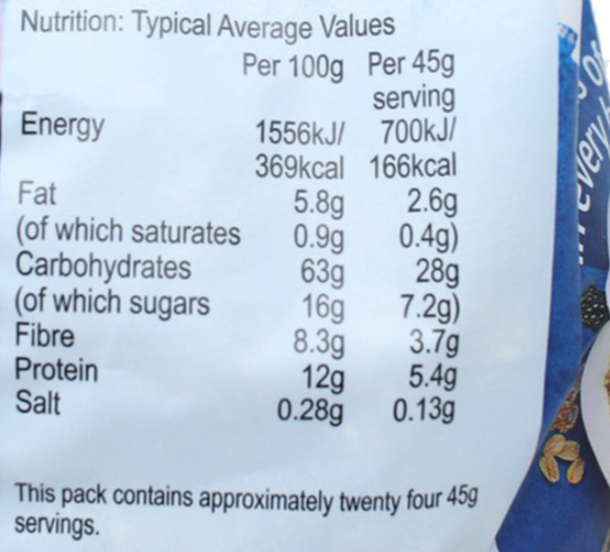 Nutrition: Typical Average Values
Per 100g Per 45g
serving
Energy 1556kJ/ 700kJ/
369kcal 166kcal
Fat 5.8g 2.6g
(of which saturates 0.9g 0.4g)
Carbohydrates 63g 28g
(of which sugars 16g 7.2g)
Fibre 8.3g 3.7g
Protein 12g 5.4g
Salt 0.28g 0.13g
This pack contains approximately twenty four 45g
servings.